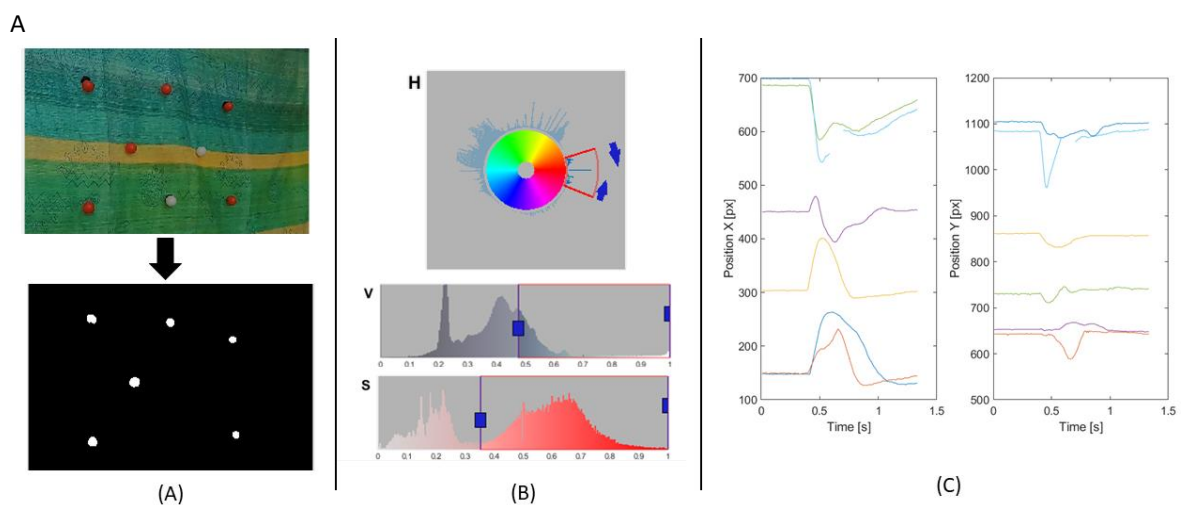 A
H
V
0 0.1 0.2 0.3 0.4 0.5 0.6 0.7 0.8 0.9 1
S
0 0.1 0.2 0.3 0.4 0.5 0.6 0.7 0.8 0.9 1
Position X [px]
700
600
500
400
300
200
100
0 0.5 1 1.5
Time [s]
Position Y [px]
1200
1100
1000
900
800
700
600
500
0 0.5 1 1.5
Time [s]
(A)
(B)
(C)